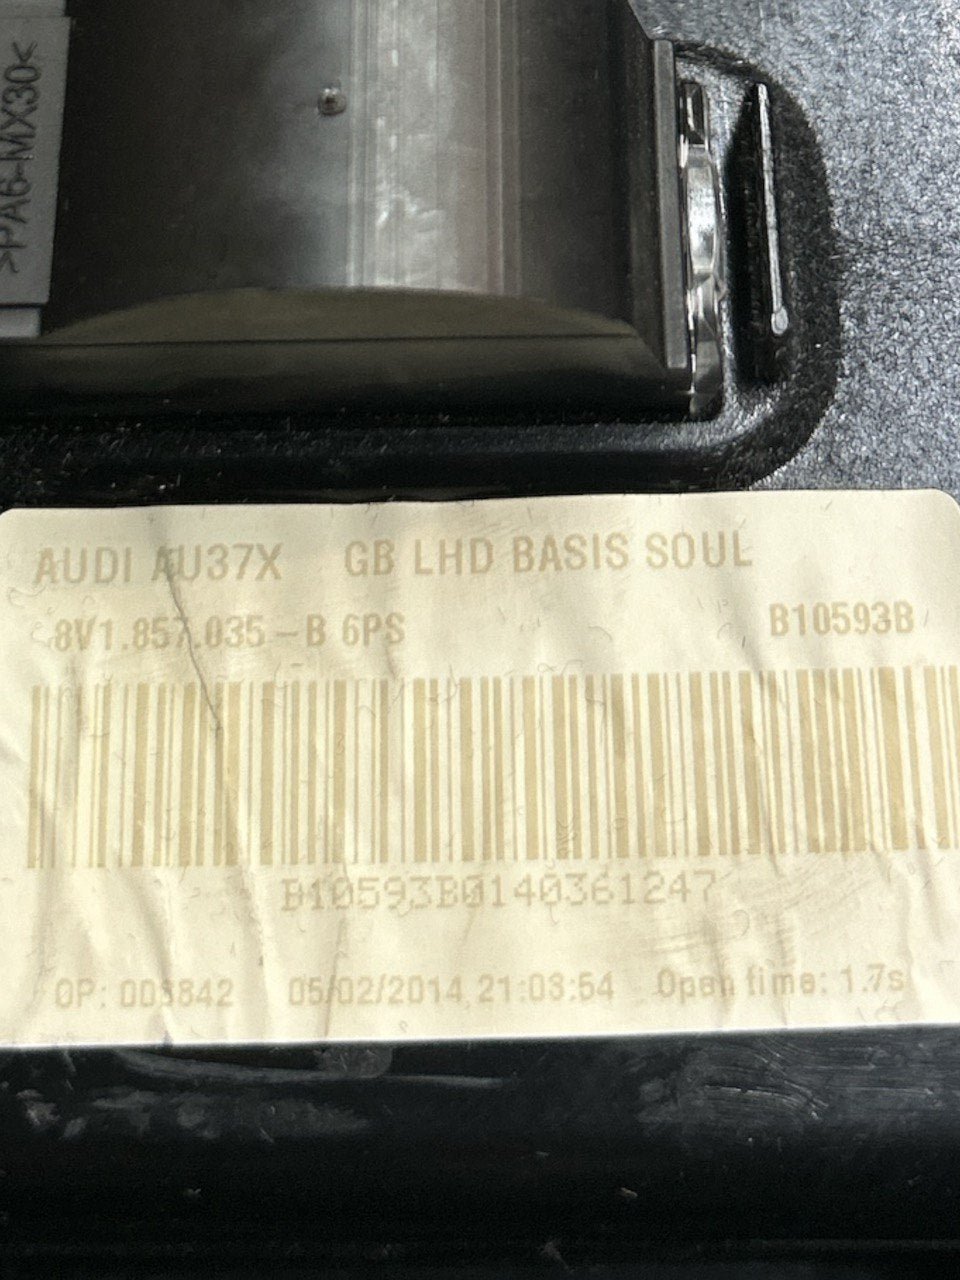 >PA6-MX30<
AUDI AU37X GB LHD BASIS SOUL
8V1.857.035 -B 6PS B10593B
B10593B0140361247
OP: 003842 05/02/2014 21:03:54 Open time: 1.7s